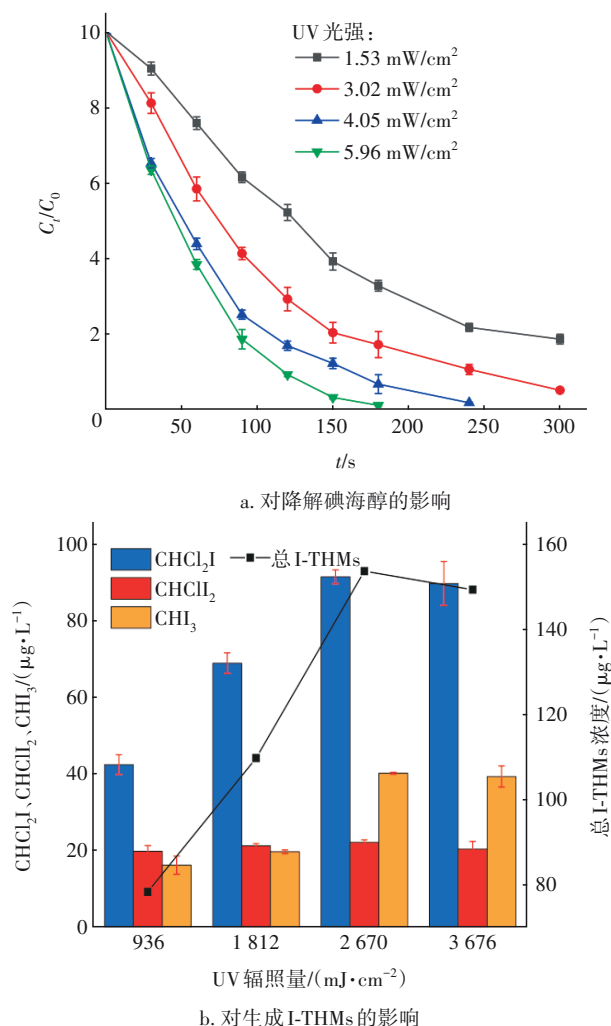 UV 光强：
1.53 mW/cm²
3.02 mW/cm²
4.05 mW/cm²
5.96 mW/cm²
10
8
6
4
2
0
Cₜ/C₀
50 100 150 200 250 300
t/s
a. 对降解碘海醇的影响
CHCl₂I
CHClI₂
CHI₃
总 I-THMs
100
80
60
40
20
0
CHCl₂I、CHClI₂、CHI₃/(μg·L⁻¹)
160
140
120
100
80
总 I-THMs 浓度/(μg·L⁻¹)
936 1 812 2 670 3 676
UV 辐照量/(mJ·cm⁻²)
b. 对生成 I-THMs 的影响